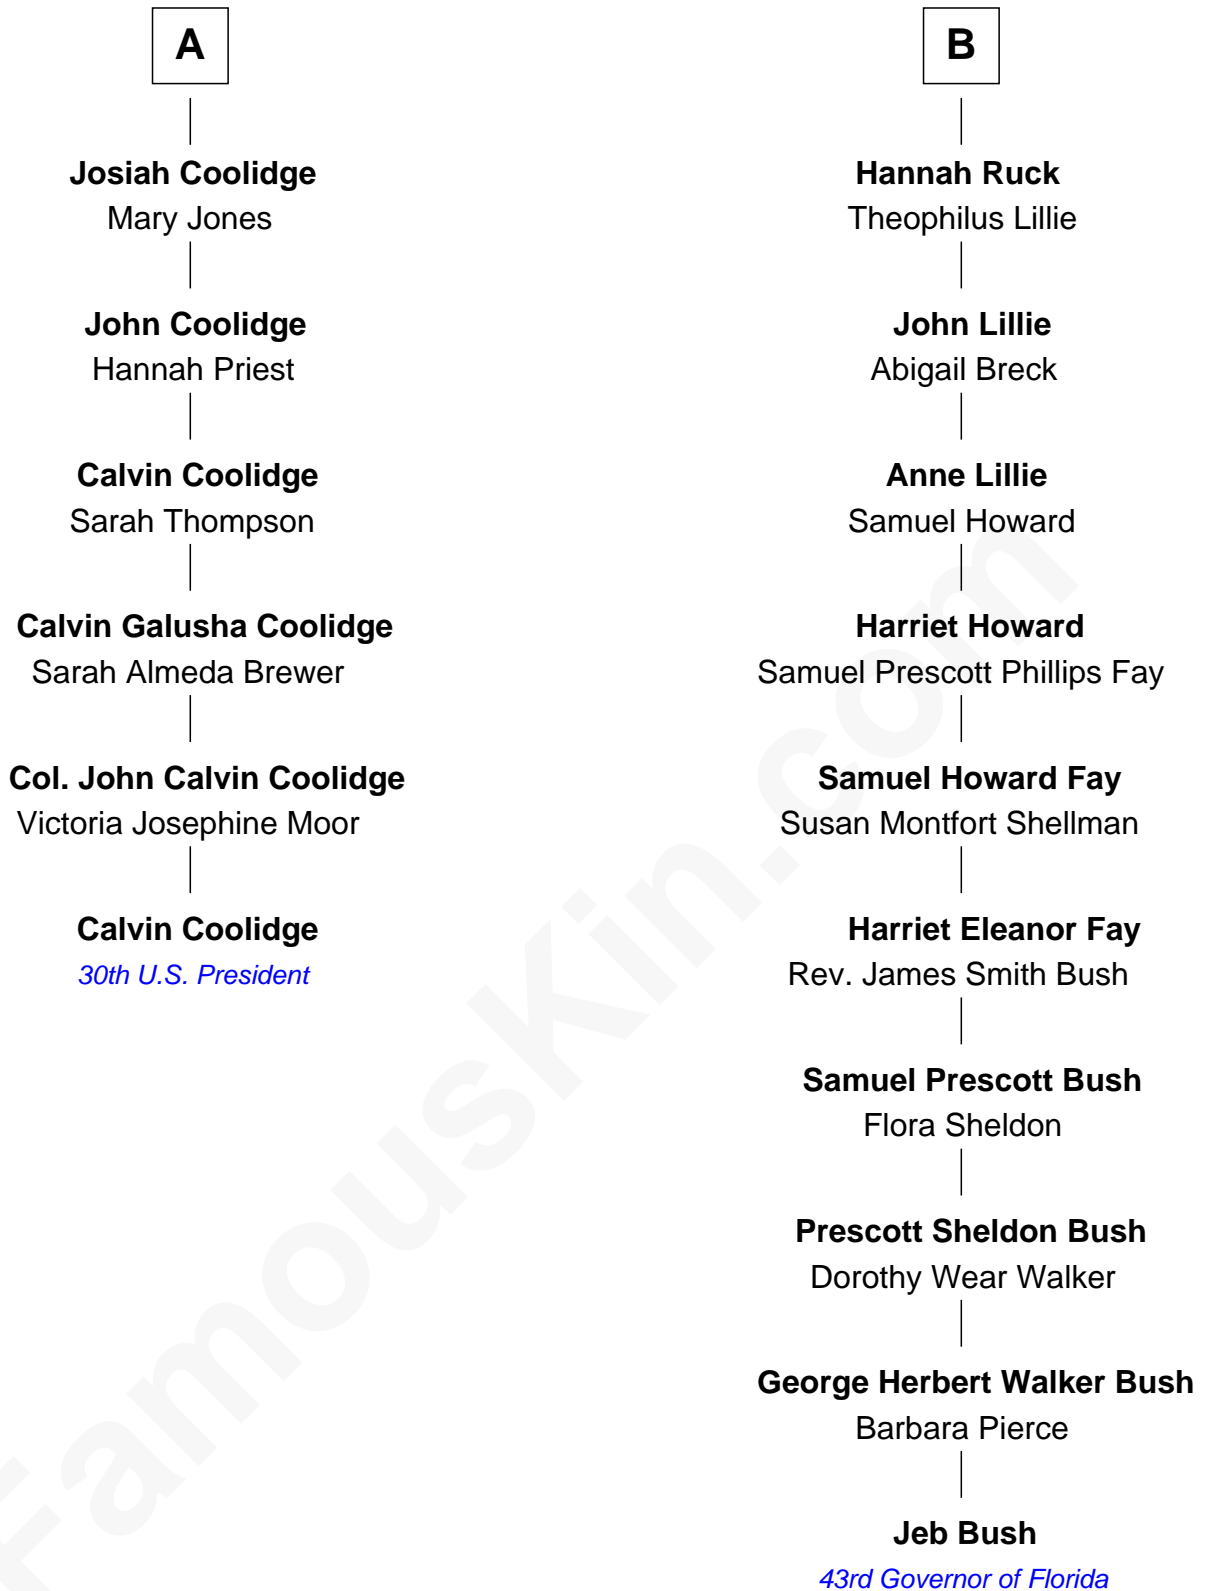 A
Josiah Coolidge
Mary Jones
John Coolidge
Hannah Priest
Calvin Coolidge
Sarah Thompson
Calvin Galusha Coolidge
Sarah Almeda Brewer
Col. John Calvin Coolidge
Victoria Josephine Moor
Calvin Coolidge
30th U.S. President
B
Hannah Ruck
Theophilus Lillie
John Lillie
Abigail Breck
Anne Lillie
Samuel Howard
Harriet Howard
Samuel Prescott Phillips Fay
Samuel Howard Fay
Susan Montfort Shellman
Harriet Eleanor Fay
Rev. James Smith Bush
Samuel Prescott Bush
Flora Sheldon
Prescott Sheldon Bush
Dorothy Wear Walker
George Herbert Walker Bush
Barbara Pierce
Jeb Bush
43rd Governor of Florida
FamousKin.com